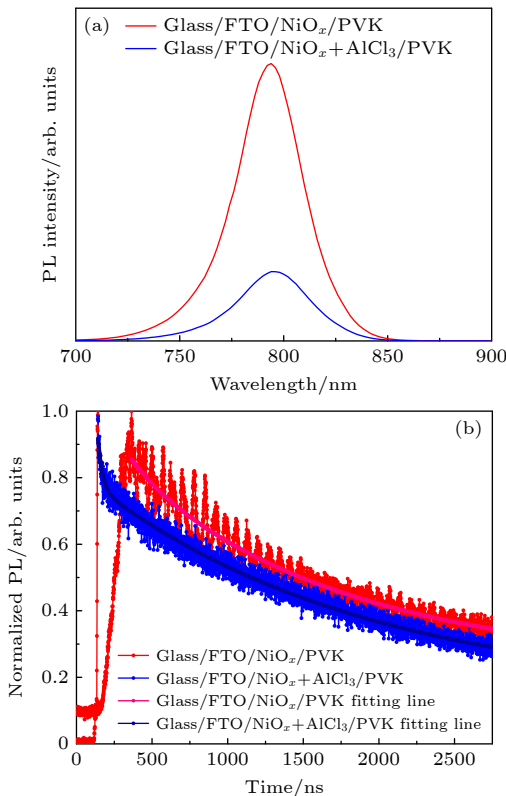 (a)
Glass/FTO/NiOₓ/PVK
Glass/FTO/NiOₓ+AlCl₃/PVK
PL intensity/arb. units
700 750 800 850 900
Wavelength/nm
(b)
1.0
0.8
0.6
0.4
0.2
0
Normalized PL/arb. units
Glass/FTO/NiOₓ/PVK
Glass/FTO/NiOₓ+AlCl₃/PVK
Glass/FTO/NiOₓ/PVK fitting line
Glass/FTO/NiOₓ+AlCl₃/PVK fitting line
0 500 1000 1500 2000 2500
Time/ns